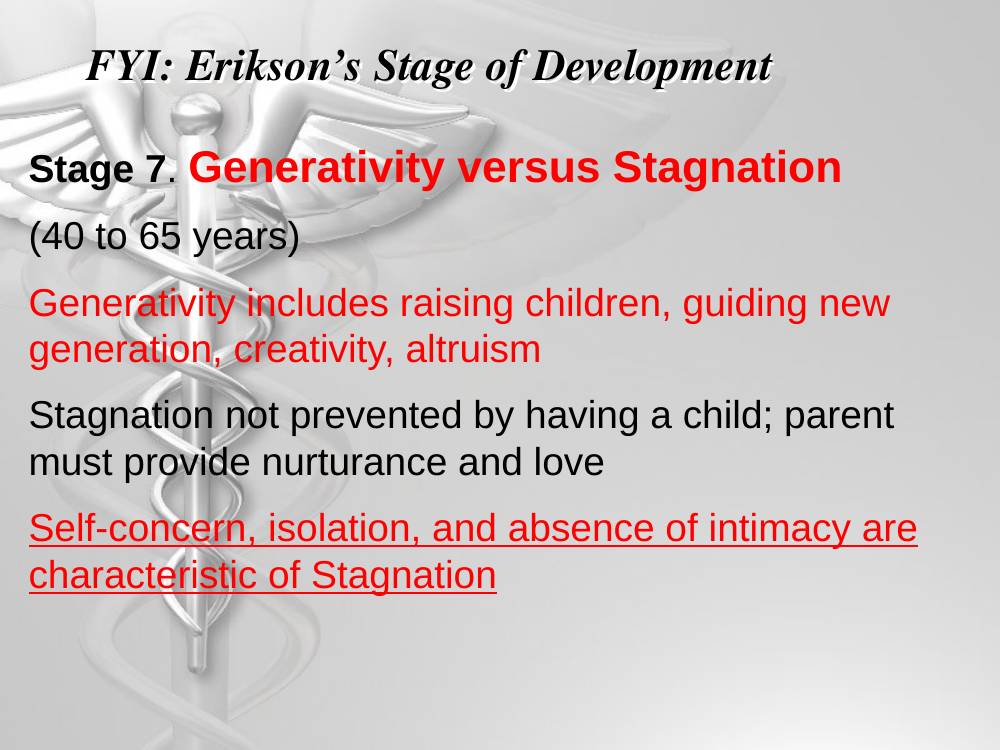 FYI: Erikson’s Stage of Development
Stage 7. Generativity versus Stagnation
(40 to 65 years)
Generativity includes raising children, guiding new
generation, creativity, altruism
Stagnation not prevented by having a child; parent
must provide nurturance and love
Self-concern, isolation, and absence of intimacy are
characteristic of Stagnation